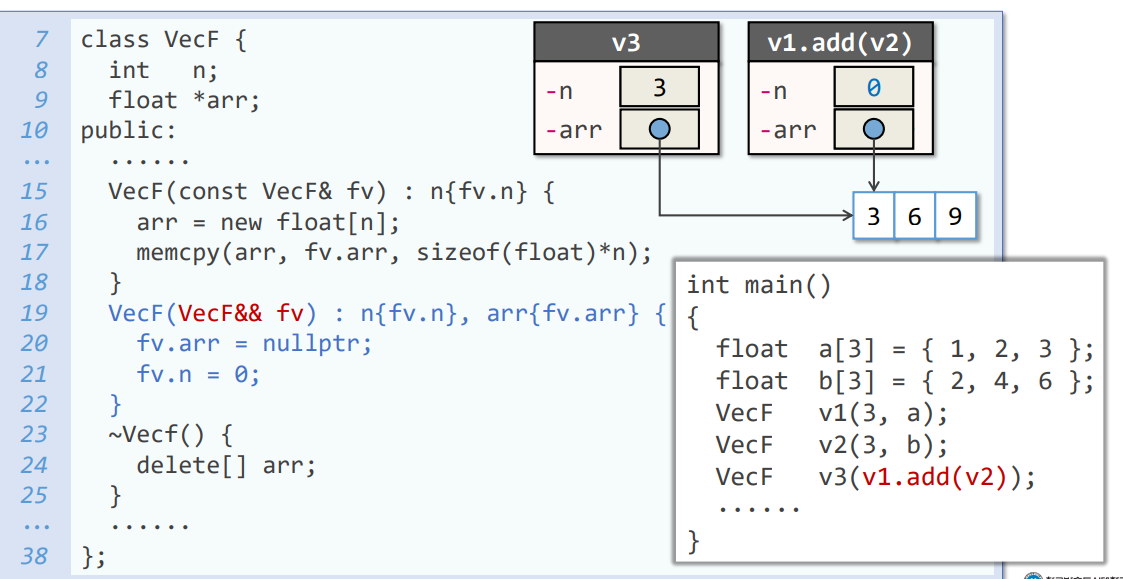 7 class VecF {
8 int n;
9 float *arr;
10 public:
... ......
15 VecF(const VecF& fv) : n{fv.n} {
16 arr = new float[n];
17 memcpy(arr, fv.arr, sizeof(float)*n);
18 }
19 VecF(VecF&& fv) : n{fv.n}, arr{fv.arr} {
20 fv.arr = nullptr;
21 fv.n = 0;
22 }
23 ~Vecf() {
24 delete[] arr;
25 }
... ......
38 };
v3
-n 3
-arr
v1.add(v2)
-n 0
-arr
3 6 9
int main()
{
float a[3] = { 1, 2, 3 };
float b[3] = { 2, 4, 6 };
VecF v1(3, a);
VecF v2(3, b);
VecF v3(v1.add(v2));
......
}